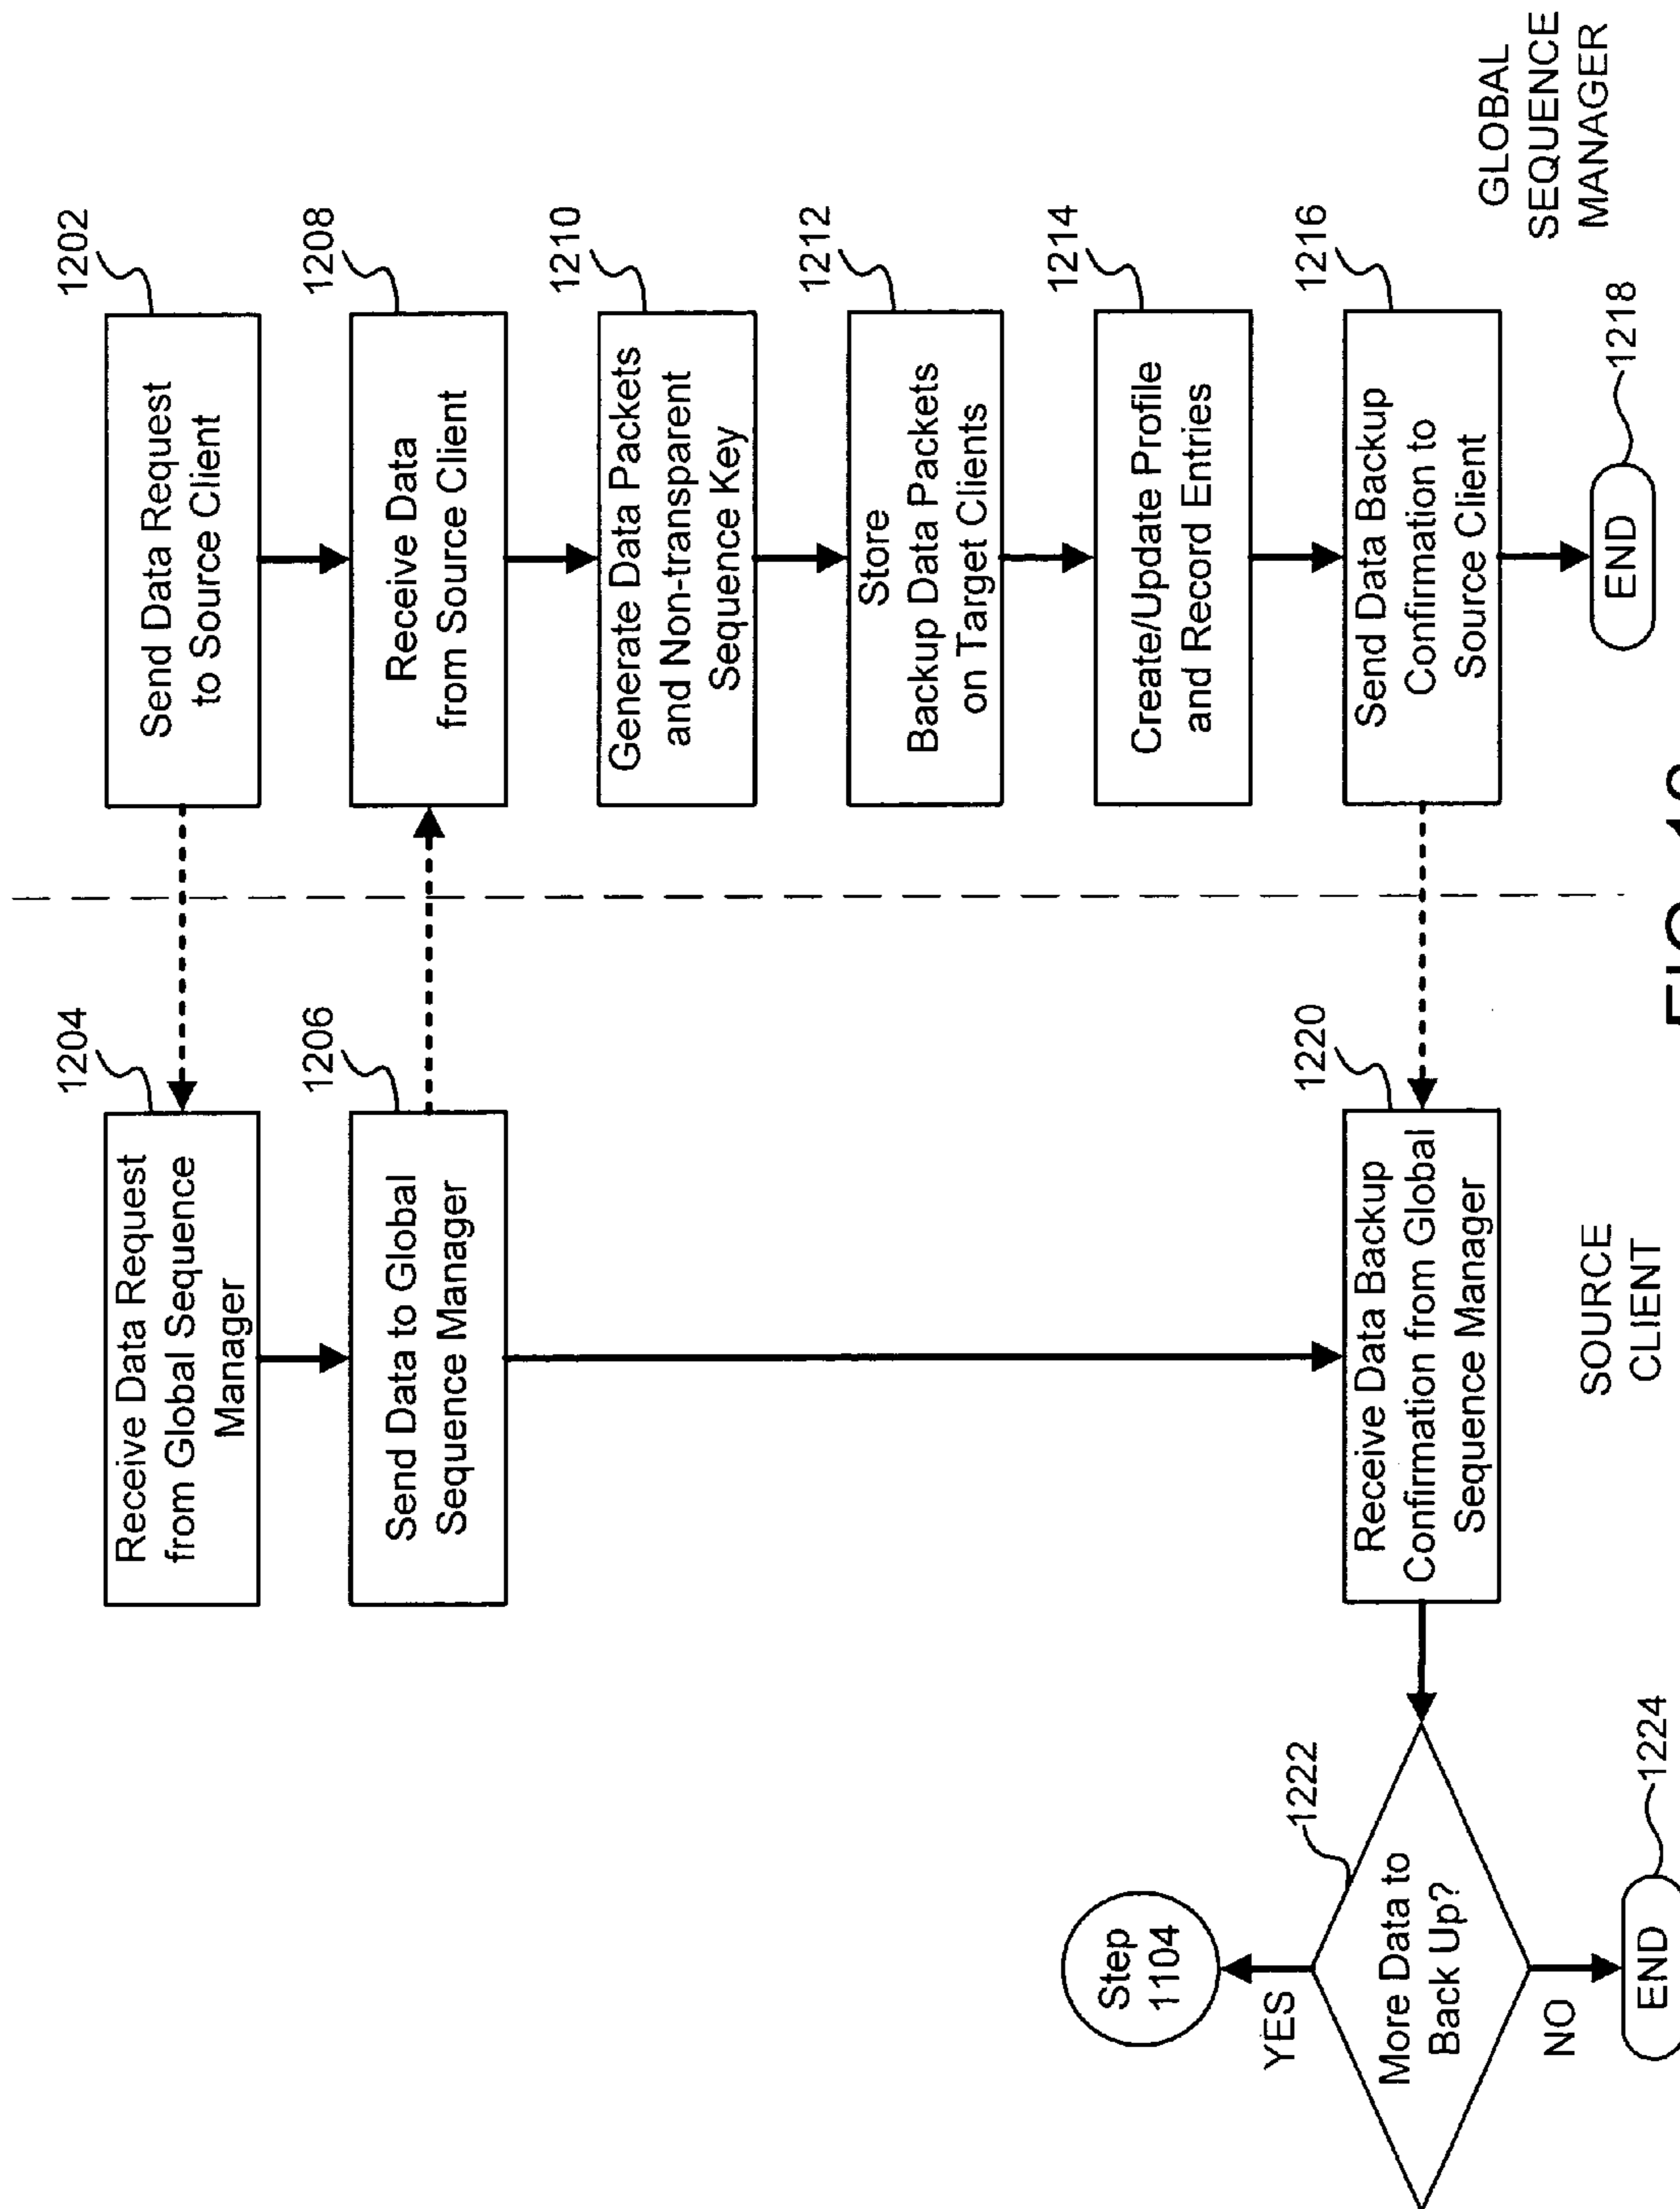 1204
Receive Data Request
from Global Sequence
Manager
1202
Send Data Request
to Source Client
1206
Send Data to Global
Sequence Manager
1208
Receive Data
from Source Client
1210
Generate Data Packets
and Non-transparent
Sequence Key
1212
Store
Backup Data Packets
on Target Clients
1214
Create/Update Profile
and Record Entries
Step
1104
YES
1222
More Data to
Back Up?
NO
1220
Receive Data Backup
Confirmation from Global
Sequence Manager
1216
Send Data Backup
Confirmation to
Source Client
END
1224
SOURCE
CLIENT
END
1218
GLOBAL
SEQUENCE
MANAGER